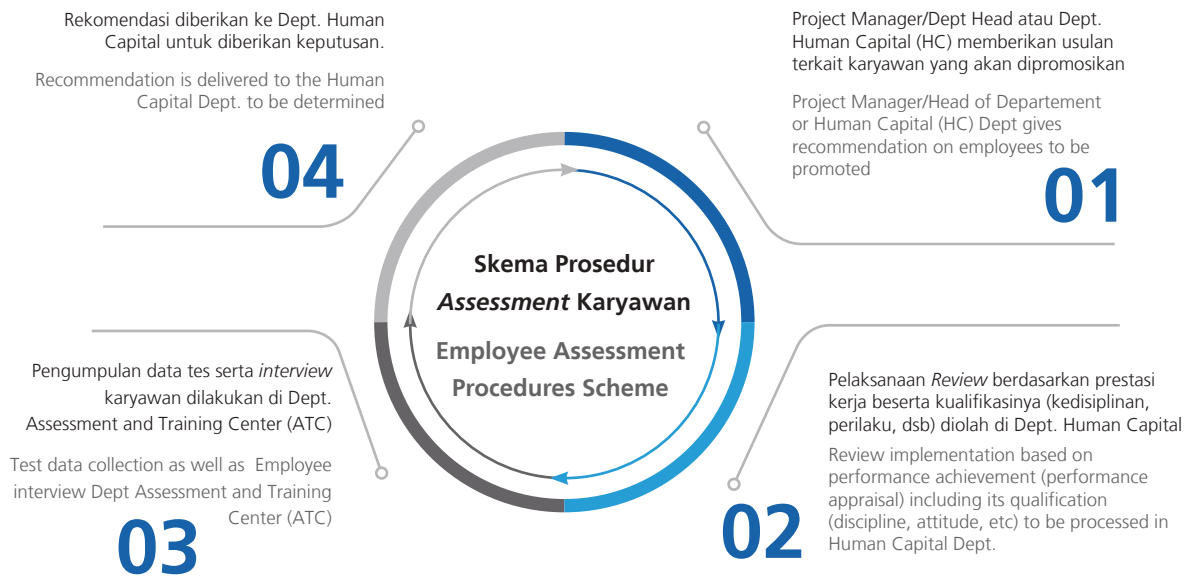 Rekomendasi diberikan ke Dept. Human
Capital untuk diberikan keputusan.
Recommendation is delivered to the Human
Capital Dept. to be determined
04
Project Manager/Dept Head atau Dept.
Human Capital (HC) memberikan usulan
terkait karyawan yang akan dipromosikan
Project Manager/Head of Departement
or Human Capital (HC) Dept gives
recommendation on employees to be
promoted
01
Skema Prosedur
Assessment Karyawan
Employee Assessment
Procedures Scheme
Pengumpulan data tes serta interview
karyawan dilakukan di Dept.
Assessment and Training Center (ATC)
Test data collection as well as Employee
interview Dept Assessment and Training
Center (ATC)
03
Pelaksanaan Review berdasarkan prestasi
kerja beserta kualifikasinya (kedisiplinan,
perilaku, dsb) diolah di Dept. Human Capital
Review implementation based on
performance achievement (performance
appraisal) including its qualification
(discipline, attitude, etc) to be processed in
Human Capital Dept.
02